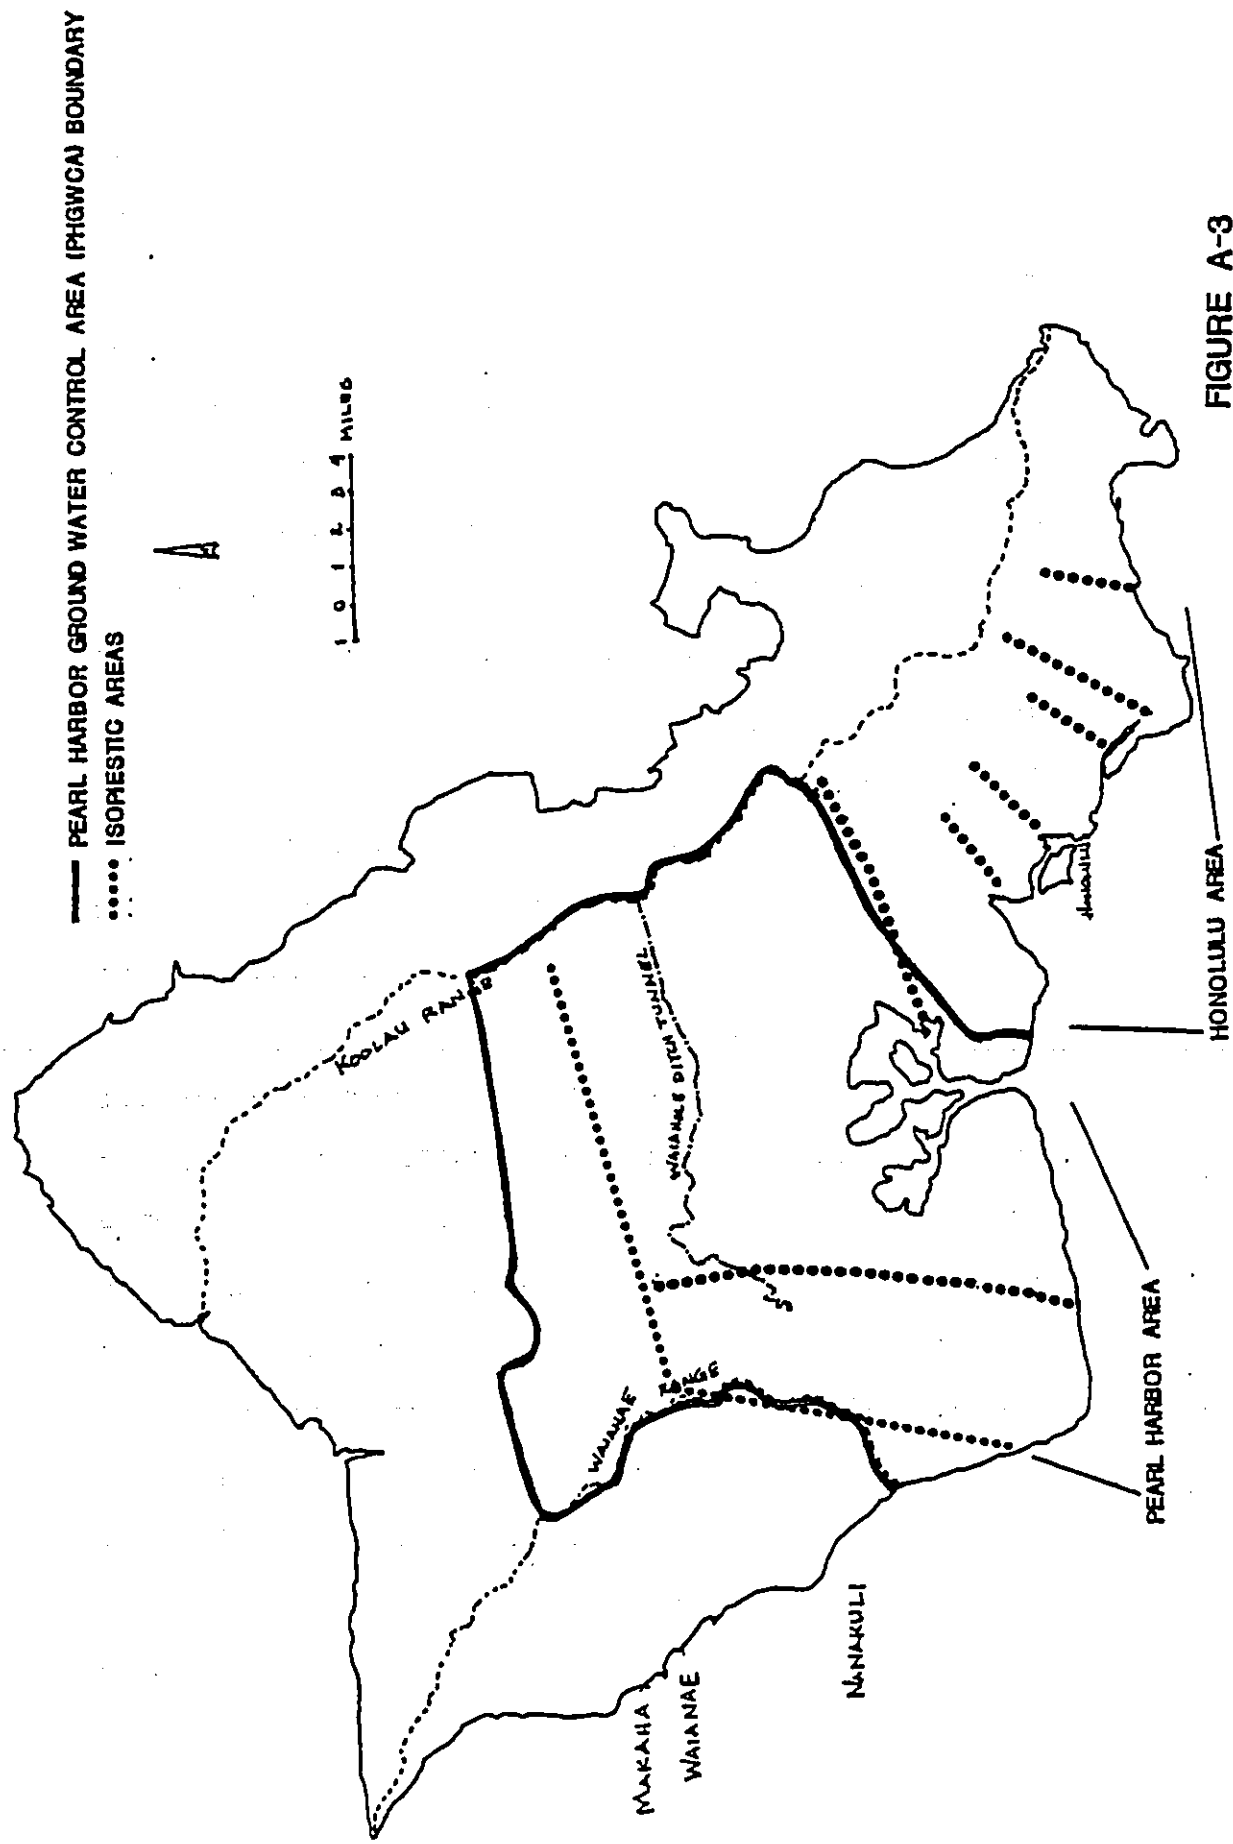 PEARL HARBOR GROUND WATER CONTROL AREA (PHGWCA) BOUNDARY
ISOPIESTIC AREAS
1 0 1 2 3 4 MILES
KOOLAU RANGE
WAIAHOLE DITCH TUNNEL
WAIANAE RANGE
MAKAHA
WAIANAE
NANAKULI
HONOLULU
PEARL HARBOR AREA
HONOLULU AREA
FIGURE A-3